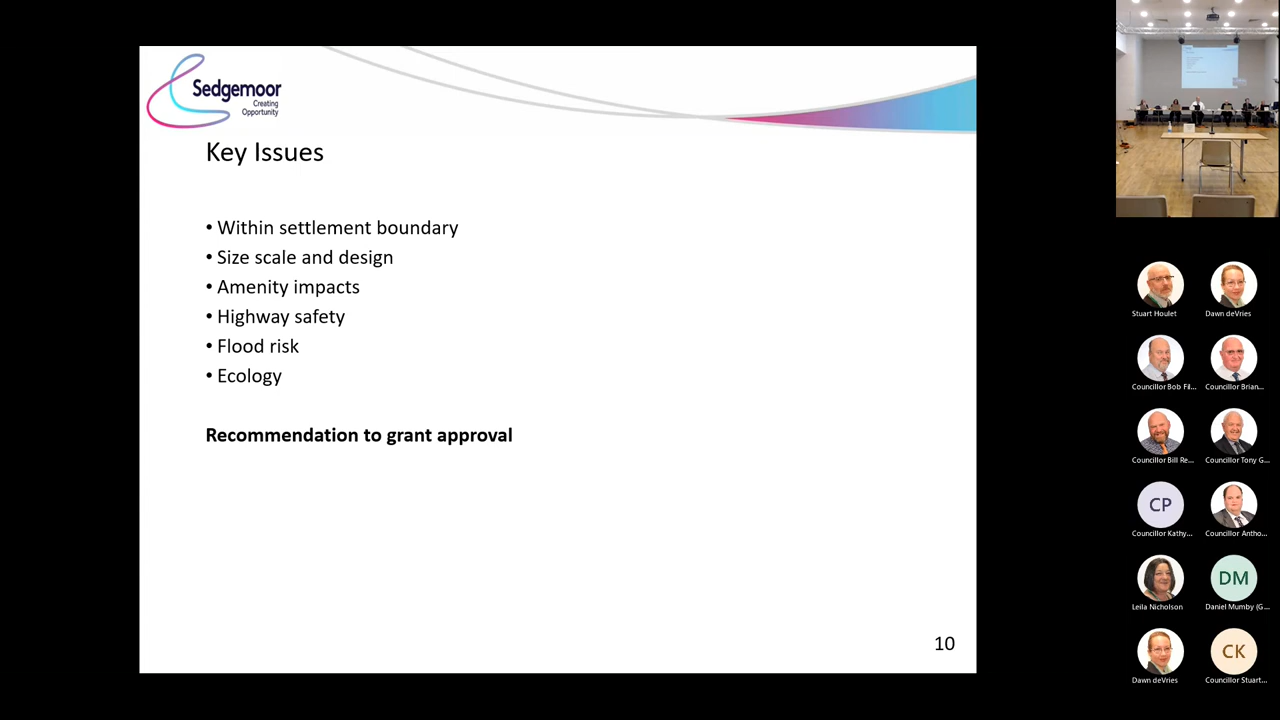 Sedgemoor
Creating
Opportunity
Key Issues
• Within settlement boundary
• Size scale and design
• Amenity impacts
• Highway safety
• Flood risk
• Ecology
Recommendation to grant approval
10
Stuart Houlet
Dawn deVries
Councillor Bob Fil...
Councillor Brian...
Councillor Bill Re...
Councillor Tony G...
CP
Councillor Kathy...
Councillor Antho...
Leila Nicholson
DM
Daniel Mumby (G...
Dawn deVries
CK
Councillor Stuart...